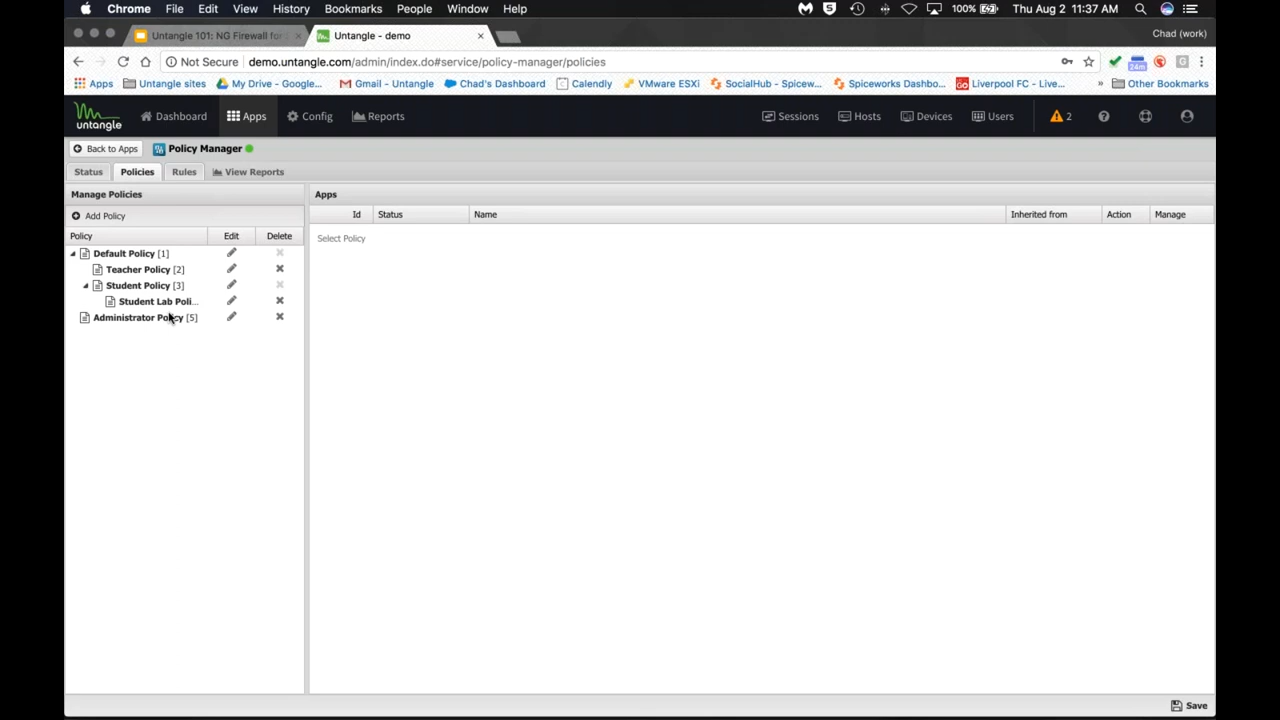 Chrome File Edit View History Bookmarks People Window Help 100% Thu Aug 2 11:37 AM
Untangle 101: NG Firewall for Untangle - demo Chad (work)
Not Secure demo.untangle.com/admin/index.do#service/policy-manager/policies
Apps Untangle sites My Drive - Google... Gmail - Untangle Chad's Dashboard Calendly VMware ESXi SocialHub - Spicew... Spiceworks Dashbo... Liverpool FC - Live... » Other Bookmarks
untangle Dashboard Apps Config Reports Sessions Hosts Devices Users 2
Back to Apps Policy Manager
Status Policies Rules View Reports
Manage Policies Apps
Add Policy Id Status Name Inherited from Action Manage
Policy Edit Delete Select Policy
Default Policy [1]
Teacher Policy [2]
Student Policy [3]
Student Lab Poli...
Administrator Policy [5]
Save